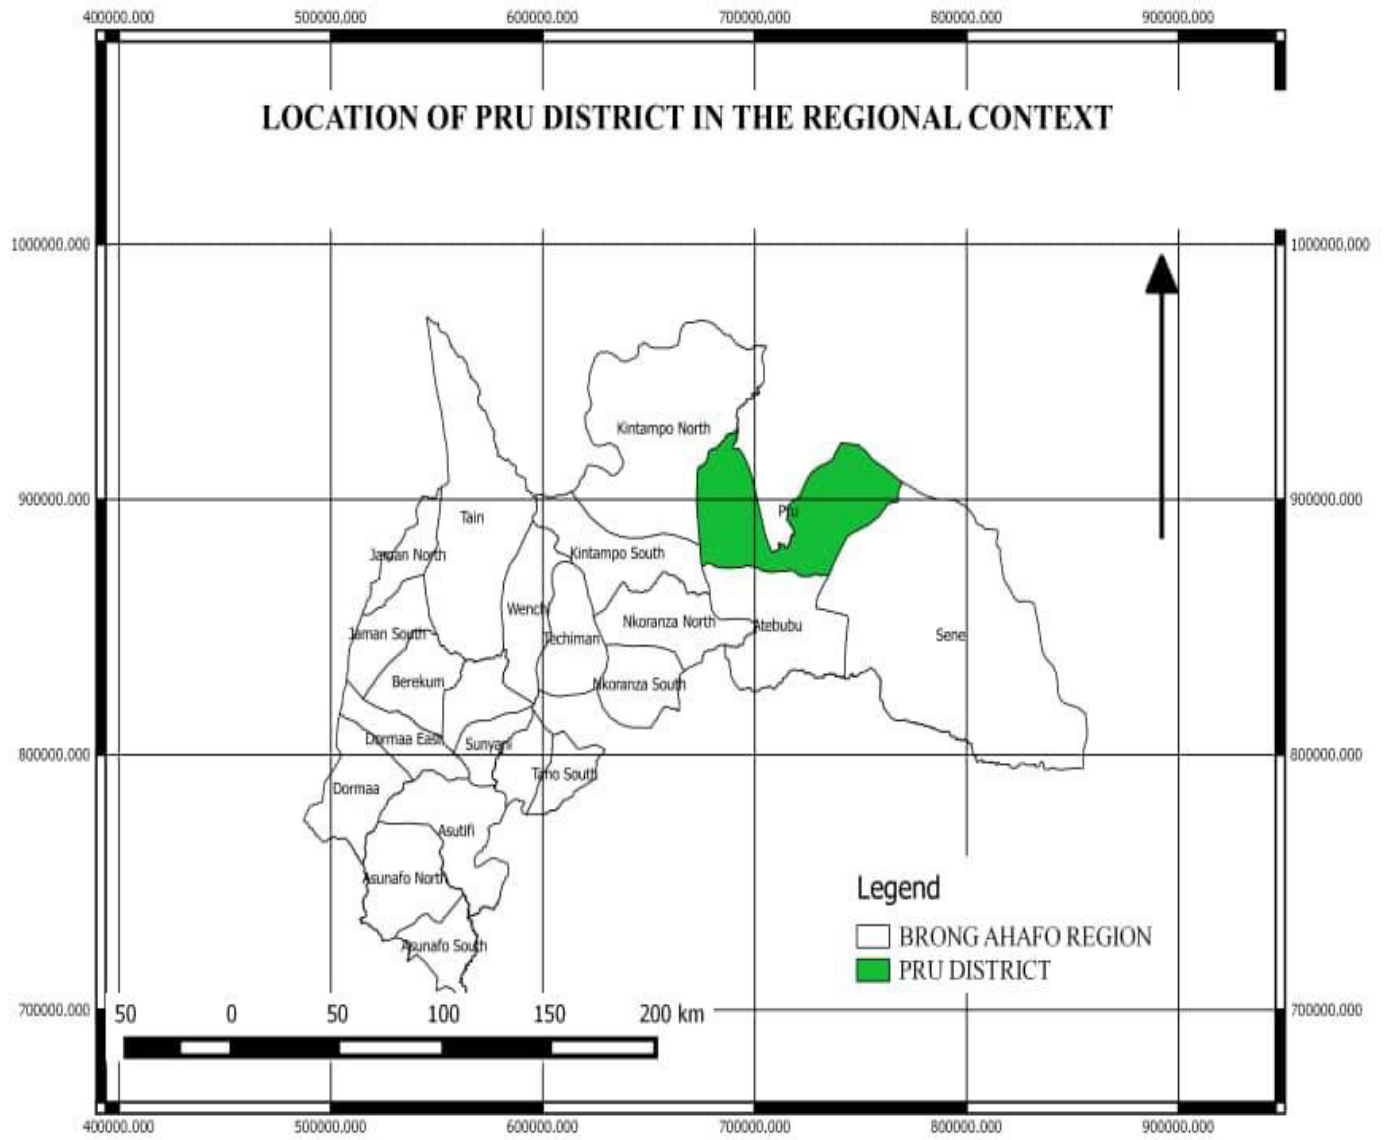 400000.000 500000.000 600000.000 700000.000 800000.000 900000.000
LOCATION OF PRU DISTRICT IN THE REGIONAL CONTEXT
1000000.000 1000000.000
Kintampo North
900000.000 900000.000
Pru
Tain
Jaman North
Kintampo South
Wenchi
Nkoranza North
Atebubu
Jaman South
Techiman
Sene
Berekum
Nkoranza South
Dormaa East
Sunyani
800000.000 800000.000
Tano South
Dormaa
Asutifi
Asunafo North
Legend
BRONG AHAFO REGION
Asunafo South
PRU DISTRICT
700000.000 700000.000
50 0 50 100 150 200 km
400000.000 500000.000 600000.000 700000.000 800000.000 900000.000